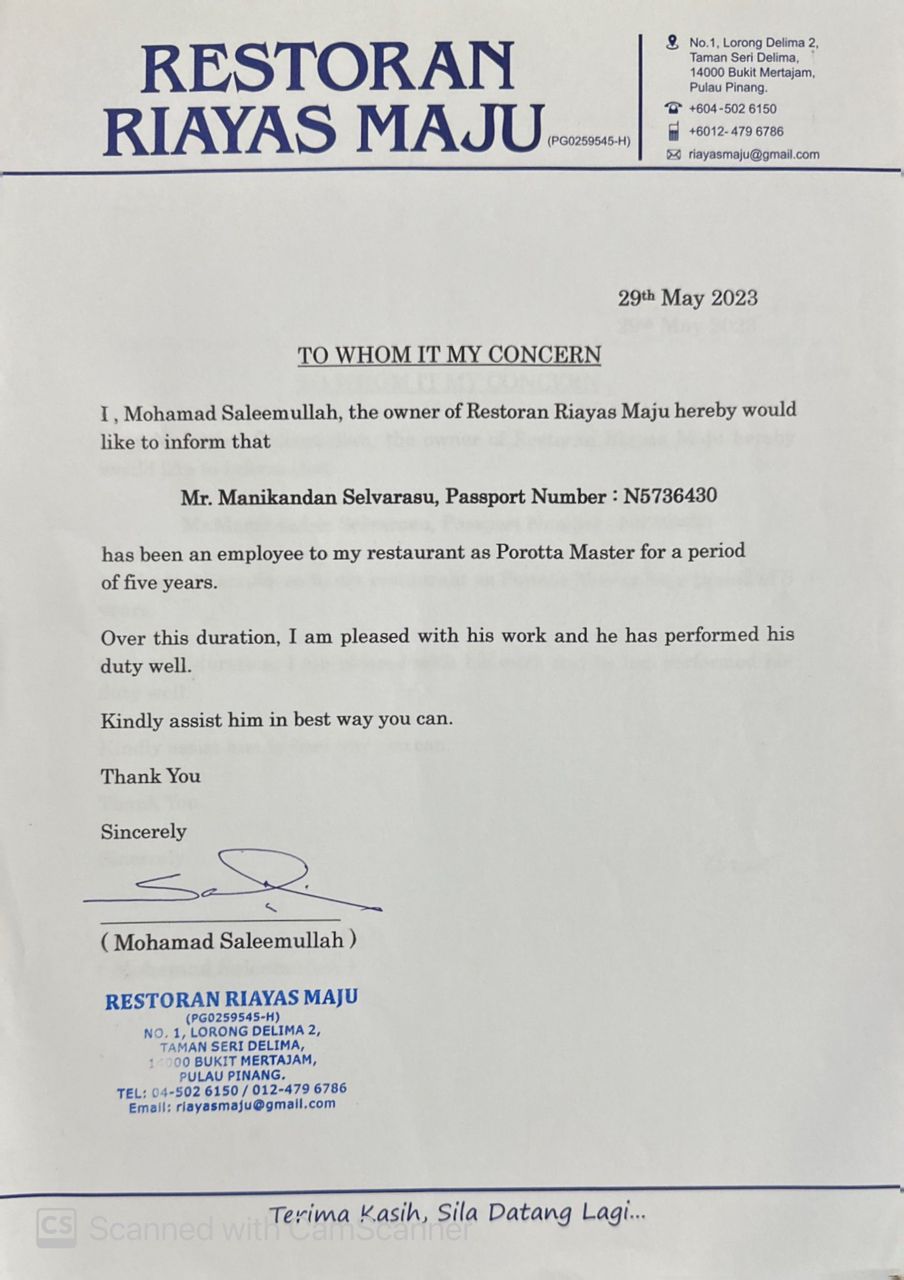 RESTORAN
RIAYAS MAJU (PG0259545-H)
No.1, Lorong Delima 2,
Taman Seri Delima,
14000 Bukit Mertajam,
Pulau Pinang.
+604-502 6150
+6012- 479 6786
riayasmaju@gmail.com
29th May 2023
TO WHOM IT MY CONCERN
I , Mohamad Saleemullah, the owner of Restoran Riayas Maju hereby would
like to inform that
Mr. Manikandan Selvarasu, Passport Number : N5736430
has been an employee to my restaurant as Porotta Master for a period
of five years.
Over this duration, I am pleased with his work and he has performed his
duty well.
Kindly assist him in best way you can.
Thank You
Sincerely
( Mohamad Saleemullah )
RESTORAN RIAYAS MAJU
(PG0259545-H)
NO. 1, LORONG DELIMA 2,
TAMAN SERI DELIMA,
14000 BUKIT MERTAJAM,
PULAU PINANG.
TEL: 04-502 6150 / 012-479 6786
Email: riayasmaju@gmail.com
Terima Kasih, Sila Datang Lagi...
CS Scanned with CamScanner